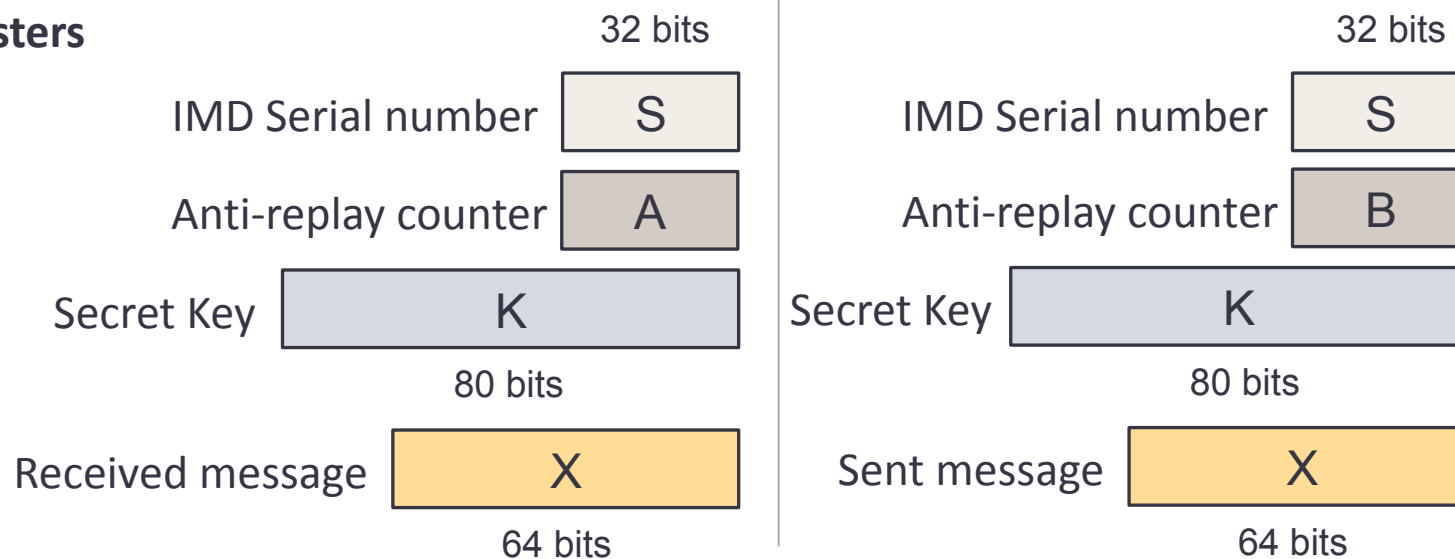 sters
32 bits
IMD Serial number S
Anti-replay counter A
Secret Key K
80 bits
Received message X
64 bits
32 bits
IMD Serial number S
Anti-replay counter B
Secret Key K
80 bits
Sent message X
64 bits